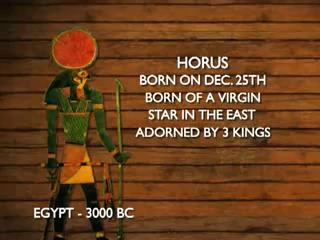 HORUS
BORN ON DEC. 25TH
BORN OF A VIRGIN
STAR IN THE EAST
ADORNED BY 3 KINGS
EGYPT - 3000 BC